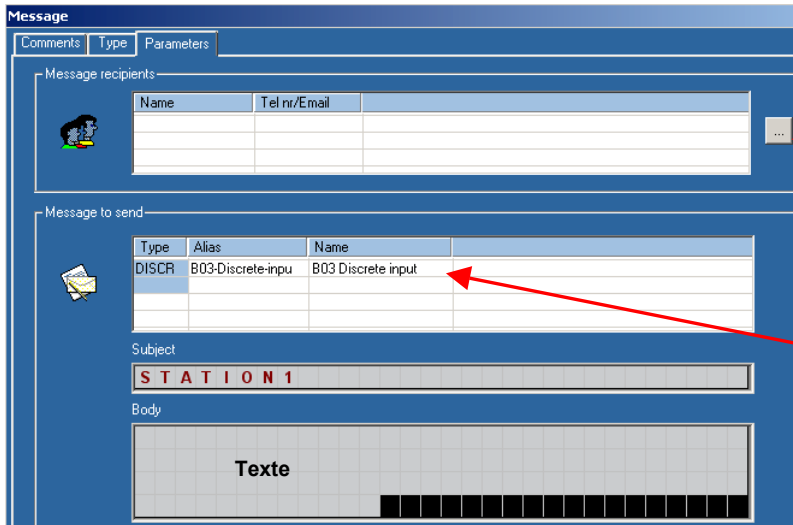 Message
Comments Type Parameters
Message recipients
Name Tel nr/Email
...
Message to send
Type Alias Name
DISCR B03-Discrete-inpu B03 Discrete input
Subject
STATION1
Body
Texte